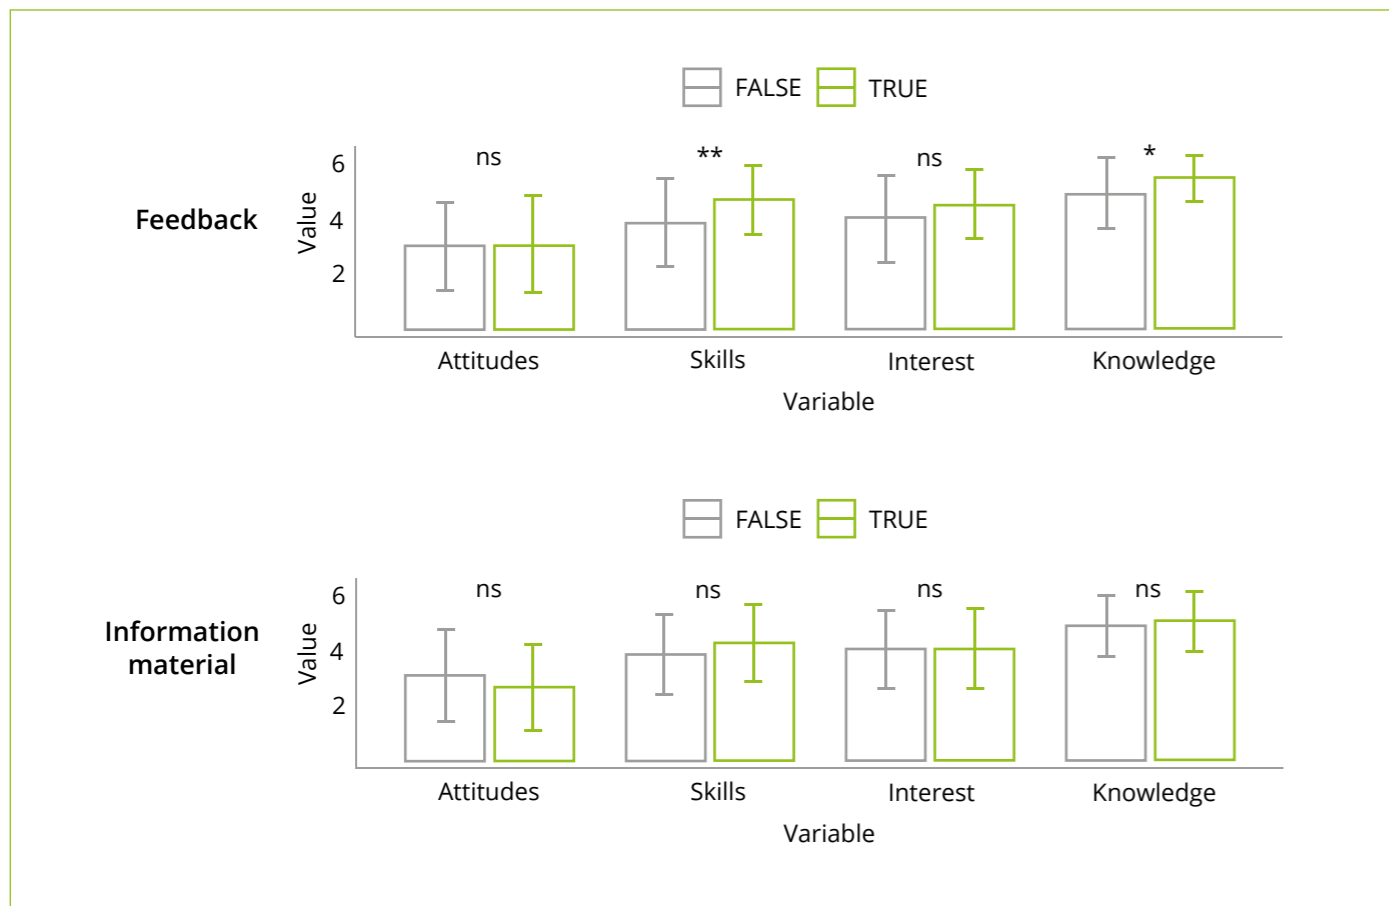 FALSE TRUE
Feedback
Value
6
4
2
ns ** ns *
Attitudes Skills Interest Knowledge
Variable
FALSE TRUE
Information
material
Value
6
4
2
ns ns ns ns
Attitudes Skills Interest Knowledge
Variable